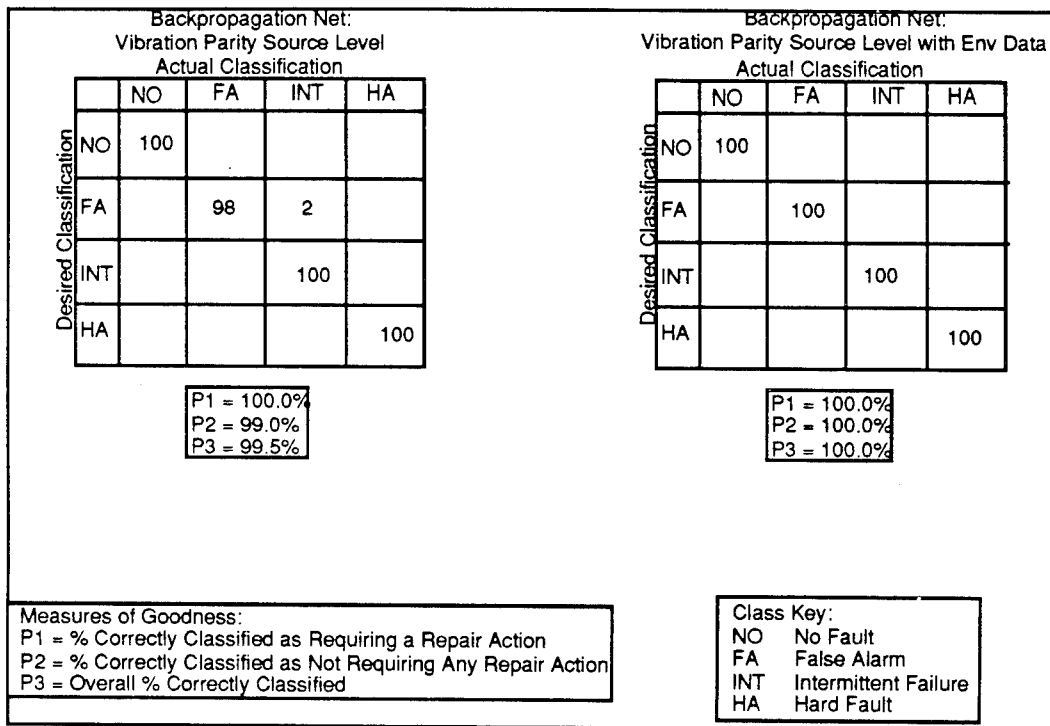 Backpropagation Net:
Vibration Parity Source Level
Actual Classification
NO FA INT HA
Desired Classification
NO 100
FA 98 2
INT 100
HA 100
P1 = 100.0%
P2 = 99.0%
P3 = 99.5%
Backpropagation Net:
Vibration Parity Source Level with Env Data
Actual Classification
NO FA INT HA
Desired Classification
NO 100
FA 100
INT 100
HA 100
P1 = 100.0%
P2 = 100.0%
P3 = 100.0%
Measures of Goodness:
P1 = % Correctly Classified as Requiring a Repair Action
P2 = % Correctly Classified as Not Requiring Any Repair Action
P3 = Overall % Correctly Classified
Class Key:
NO No Fault
FA False Alarm
INT Intermittent Failure
HA Hard Fault